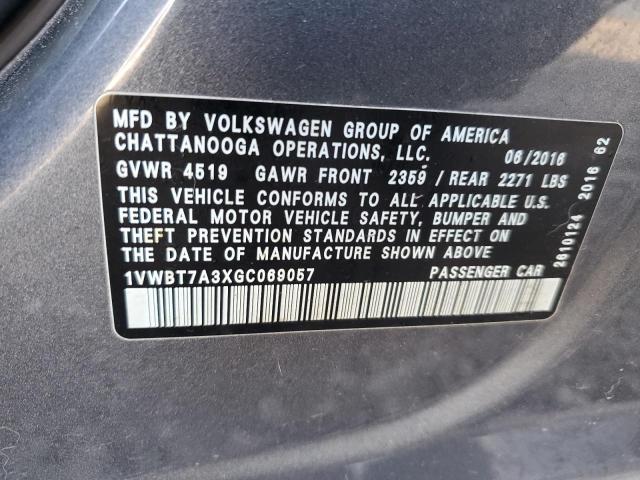 MFD BY VOLKSWAGEN GROUP OF AMERICA
CHATTANOOGA OPERATIONS, LLC. 06/2016
GVWR 4519 GAWR FRONT 2359 / REAR 2271 LBS
THIS VEHICLE CONFORMS TO ALL APPLICABLE U.S.
FEDERAL MOTOR VEHICLE SAFETY, BUMPER AND
THEFT PREVENTION STANDARDS IN EFFECT ON
THE DATE OF MANUFACTURE SHOWN ABOVE
1VWBT7A3XGC069057 PASSENGER CAR
2610124 2016 62